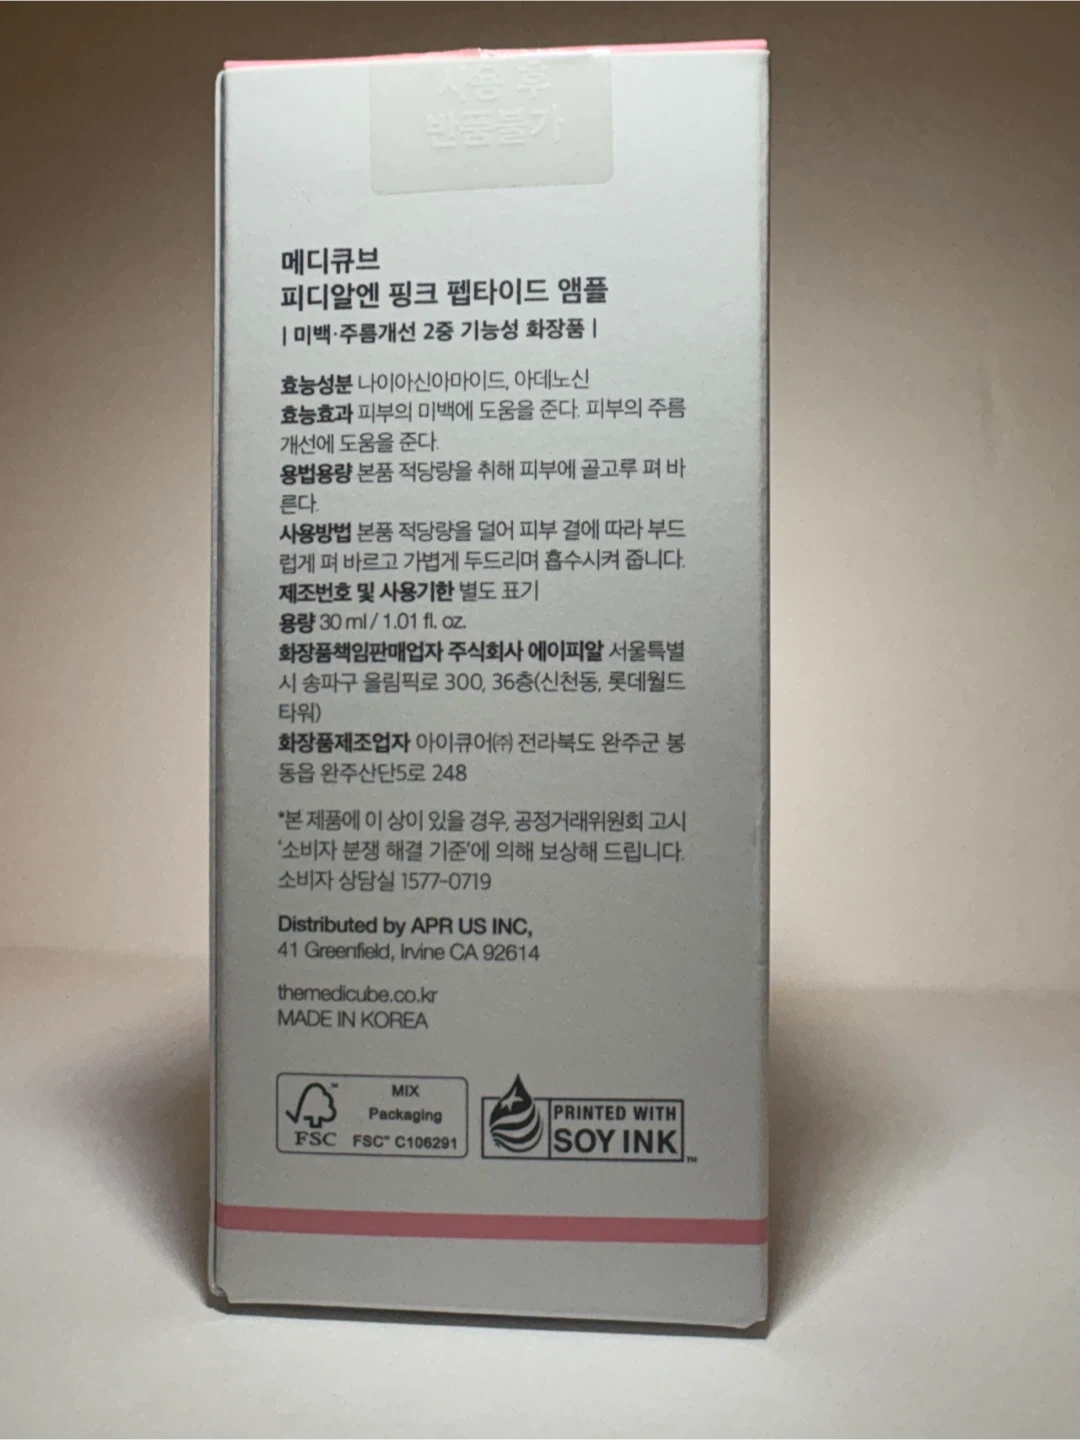 사용 후
반품불가
메디큐브
피디알엔 핑크 펩타이드 앰플
| 미백·주름개선 2중 기능성 화장품 |
효능성분 나이아신아마이드, 아데노신
효능효과 피부의 미백에 도움을 준다. 피부의 주름
개선에 도움을 준다.
용법용량 본품 적당량을 취해 피부에 골고루 펴 바
른다.
사용방법 본품 적당량을 덜어 피부 결에 따라 부드
럽게 펴 바르고 가볍게 두드리며 흡수시켜 줍니다.
제조번호 및 사용기한 별도 표기
용량 30 ml / 1.01 fl. oz.
화장품책임판매업자 주식회사 에이피알 서울특별
시 송파구 올림픽로 300, 36층(신천동, 롯데월드
타워)
화장품제조업자 아이큐어㈜ 전라북도 완주군 봉
동읍 완주산단5로 248
*본 제품에 이 상이 있을 경우, 공정거래위원회 고시
'소비자 분쟁 해결 기준'에 의해 보상해 드립니다.
소비자 상담실 1577-0719
Distributed by APR US INC,
41 Greenfield, Irvine CA 92614
themedicube.co.kr
MADE IN KOREA
FSC™
MIX
Packaging
FSC™ C106291
PRINTED WITH
SOY INK™